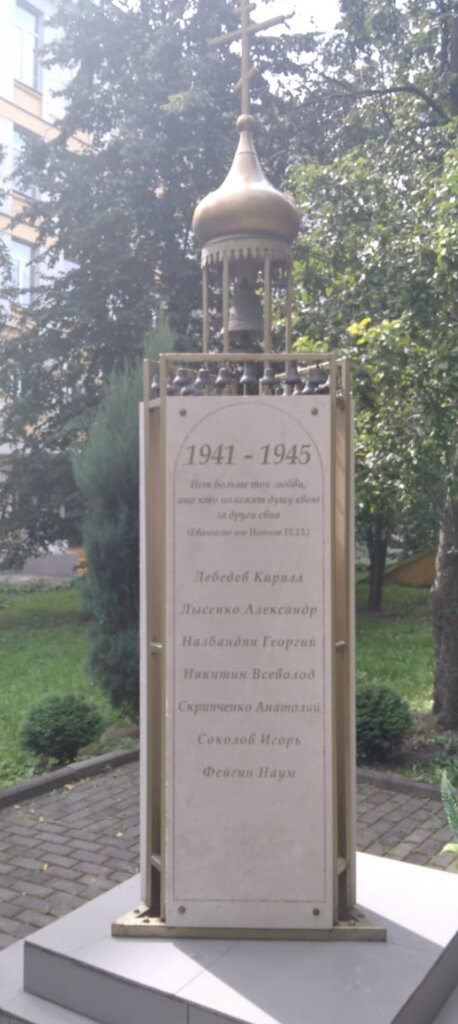 1941 - 1945
Нет больше той любви,
аще кто положит душу свою
за други своя
(Евангелие от Иоанна 15.13.)
Лебедев Кирилл
Лысенко Александр
Налбандян Георгий
Никитин Всеволод
Скрипченко Анатолий
Соколов Игорь
Фейгин Наум